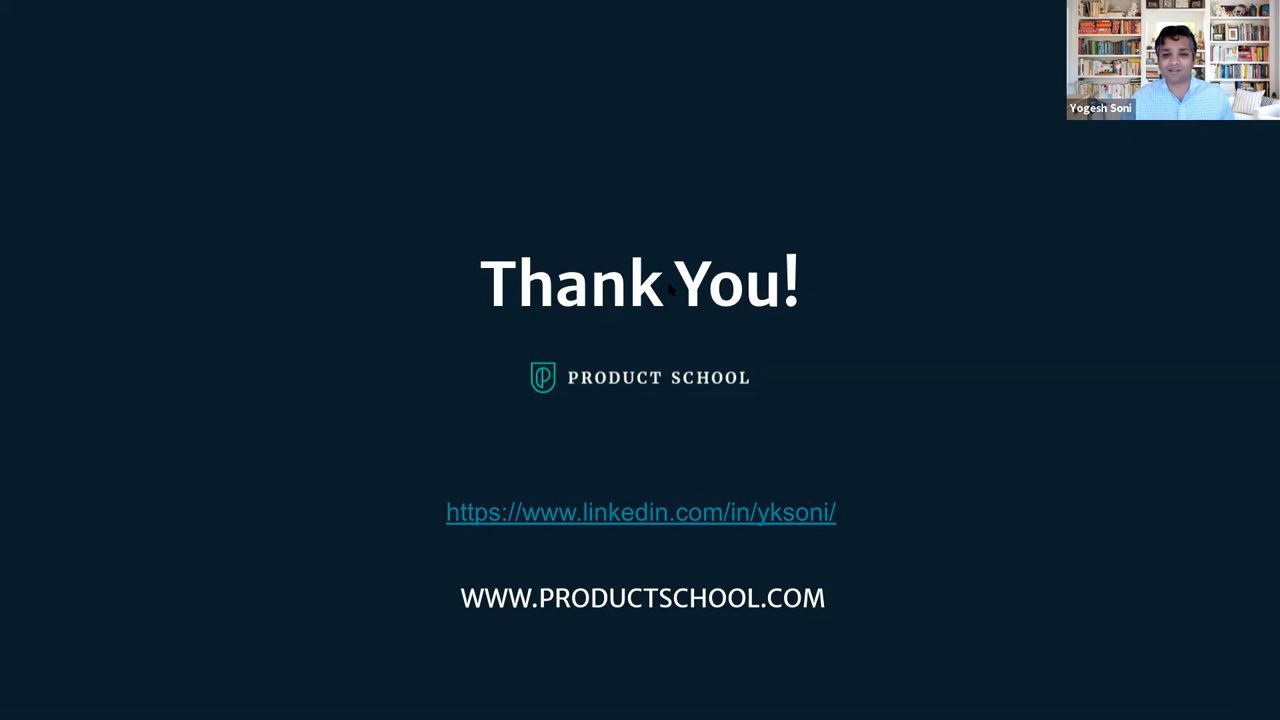 Yogesh Soni
Thank You!
PRODUCT SCHOOL
https://www.linkedin.com/in/yksoni/
WWW.PRODUCTSCHOOL.COM